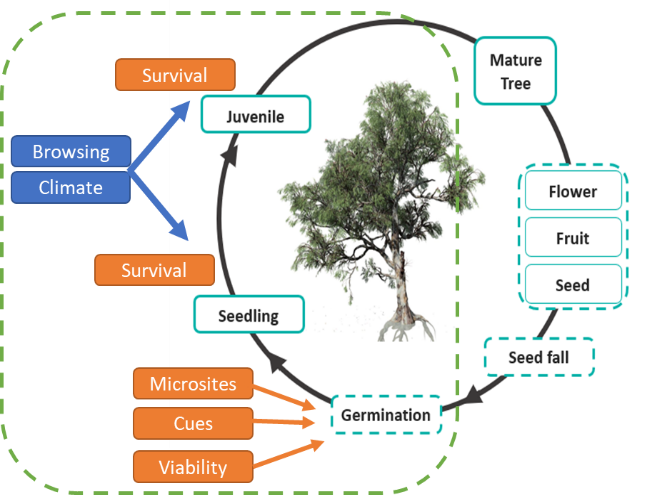 Mature
Tree
Survival
Juvenile
Browsing
Climate
Flower
Fruit
Survival
Seed
Seedling
Seed fall
Microsites
Germination
Cues
Viability